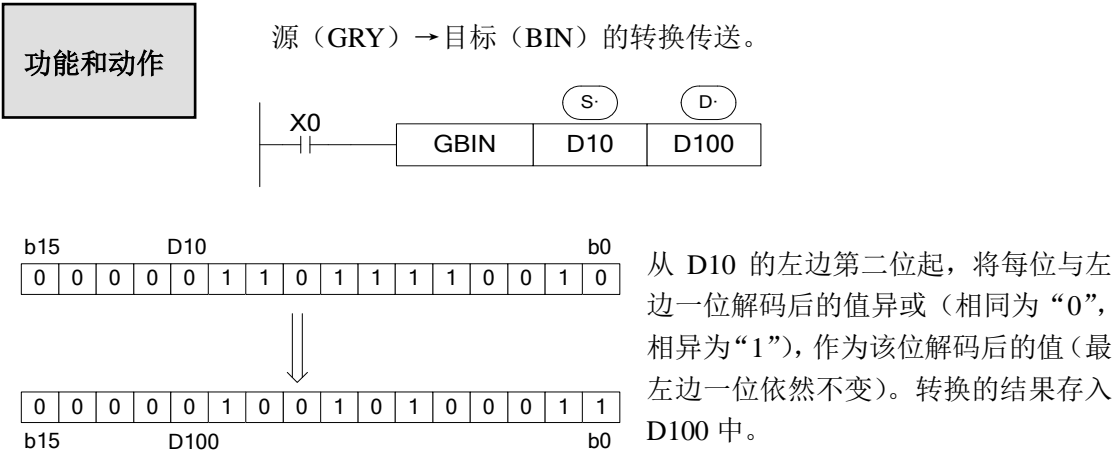 功能和动作
源（GRY）→目标（BIN）的转换传送。
S·
D·
X0
GBIN D10 D100
b15 D10 b0
0 0 0 0 0 1 1 0 1 1 1 1 0 0 1 0
从 D10 的左边第二位起，将每位与左
边一位解码后的值异或（相同为“0”，
相异为“1”），作为该位解码后的值（最
左边一位依然不变）。转换的结果存入
D100 中。
0 0 0 0 0 1 0 0 1 0 1 0 0 0 1 1
b15 D100 b0